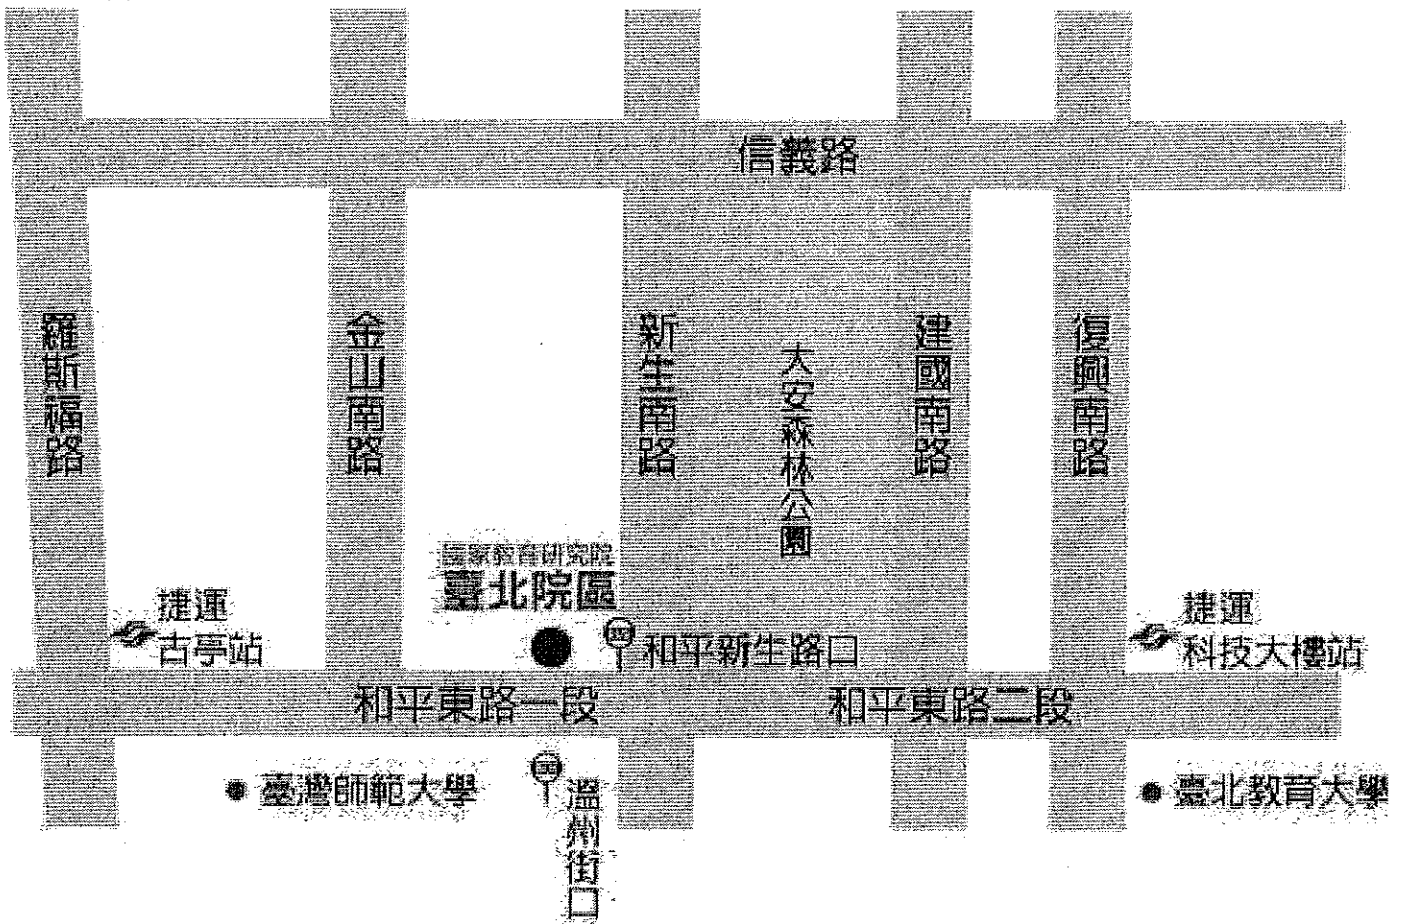 信義路
羅斯福路
金山南路
新生南路
大安森林公園
建國南路
復興南路
國家教育研究院
臺北院區
捷運
古亭站
和平新生路口
捷運
科技大樓站
和平東路一段
和平東路二段
臺灣師範大學
溫州街口
臺北教育大學